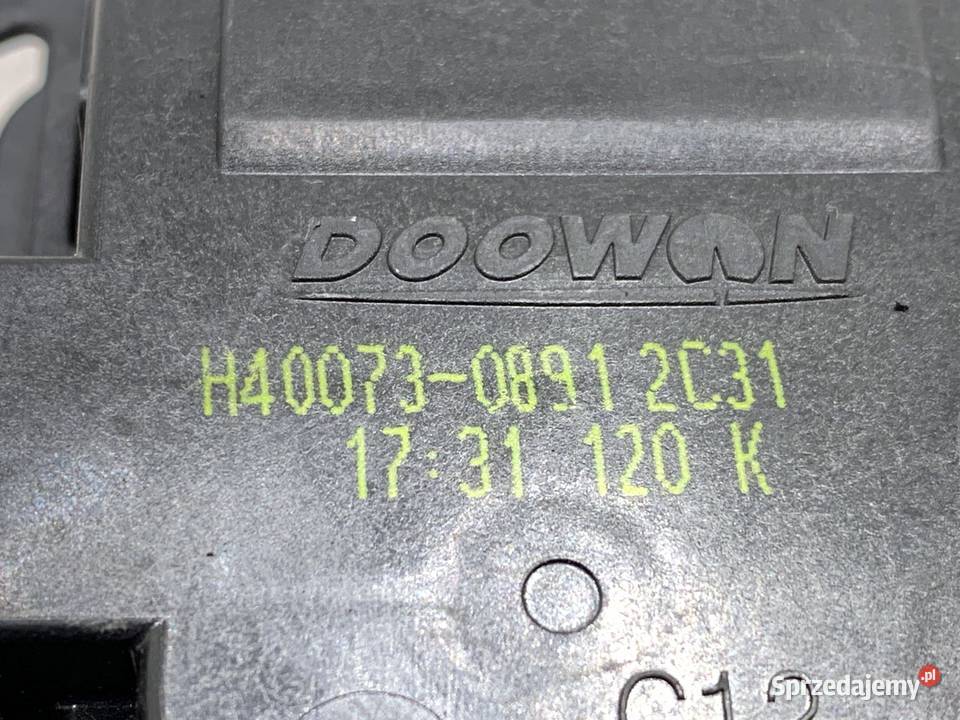 DOOWON
H40073-0891 2C31
17:31 120 K
Sprzedajemy.pl